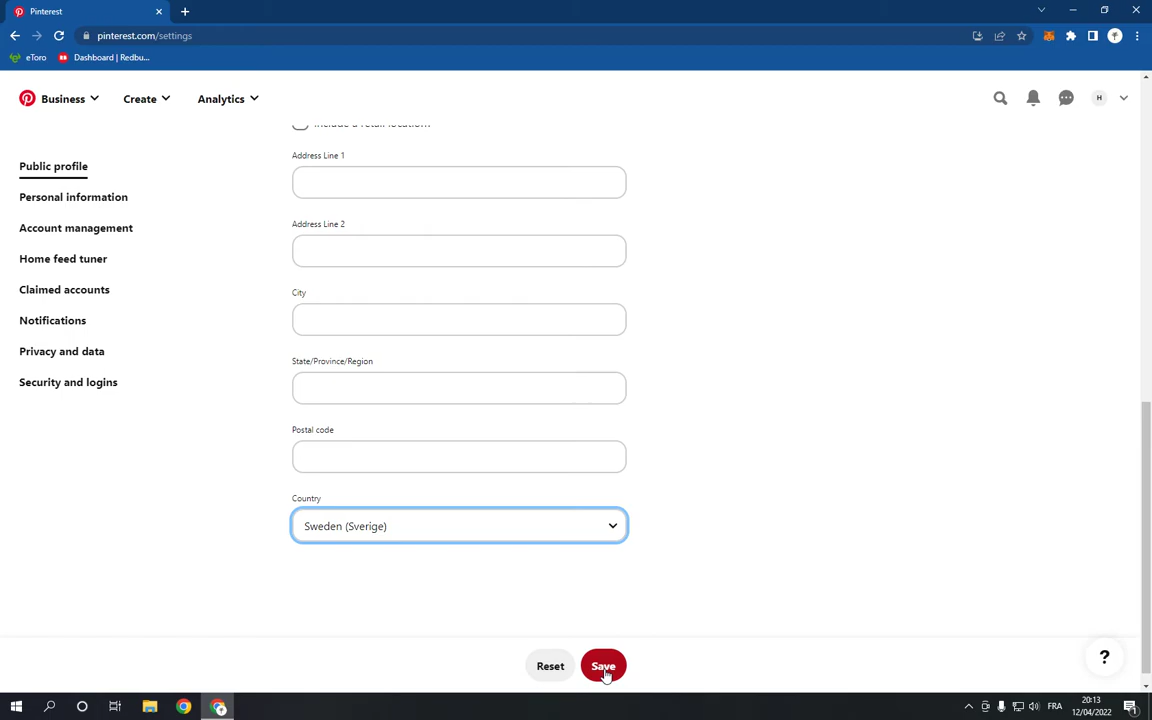 Pinterest
pinterest.com/settings
eToro
Dashboard | Redbu...
Business
Create
Analytics
H
Include a retail location?
Public profile
Personal information
Account management
Home feed tuner
Claimed accounts
Notifications
Privacy and data
Security and logins
Address Line 1
Address Line 2
City
State/Province/Region
Postal code
Country
Sweden (Sverige)
Reset
Save
?
FRA
20:13
12/04/2022
1